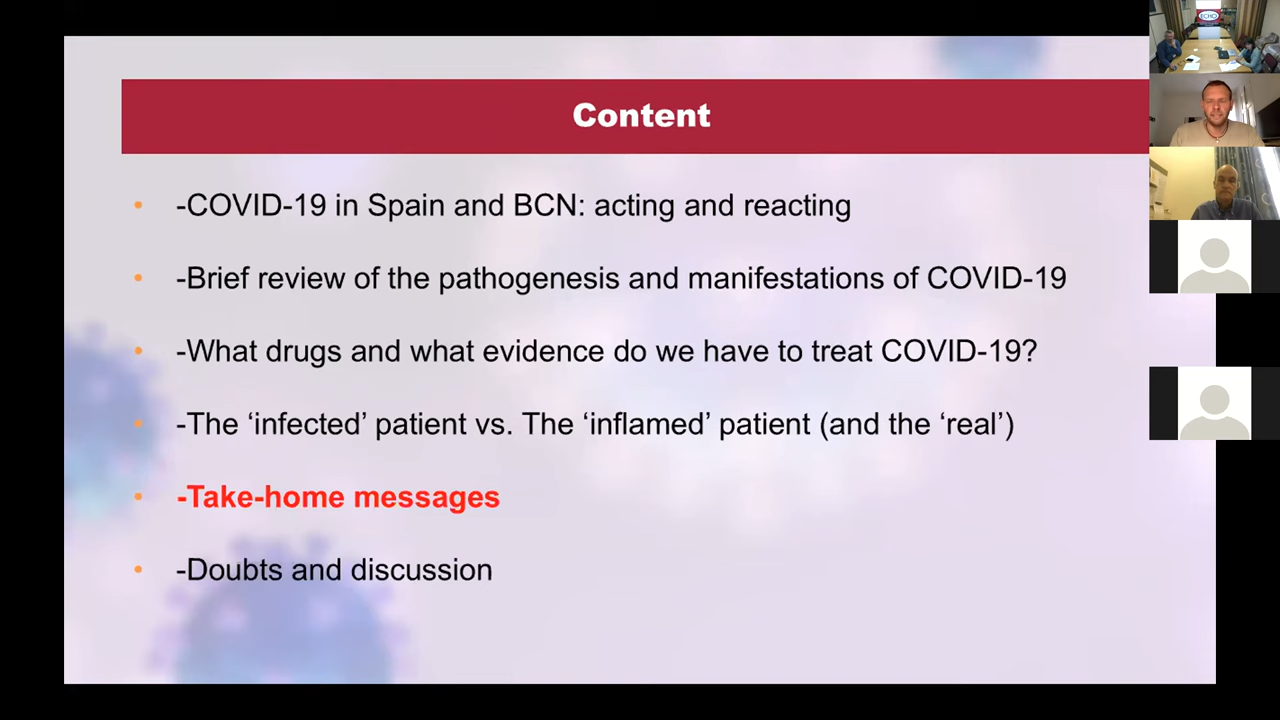 Content
• -COVID-19 in Spain and BCN: acting and reacting
• -Brief review of the pathogenesis and manifestations of COVID-19
• -What drugs and what evidence do we have to treat COVID-19?
• -The ‘infected’ patient vs. The ‘inflamed’ patient (and the ‘real’)
• -Take-home messages
• -Doubts and discussion
ECHO